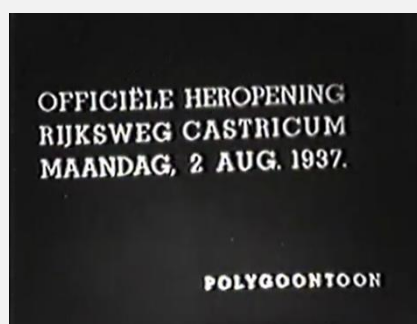 OFFICIËLE HEROPENING
RIJKSWEG CASTRICUM
MAANDAG, 2 AUG. 1937.
POLYGOONTOON